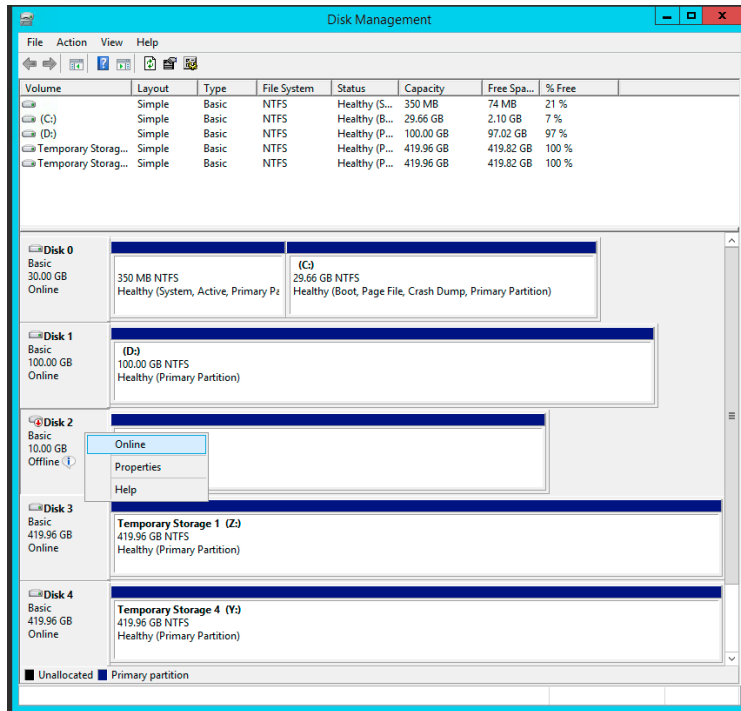 Disk Management
File Action View Help
Volume Layout Type File System Status Capacity Free Spa... % Free
Simple Basic NTFS Healthy (S... 350 MB 74 MB 21 %
(C:) Simple Basic NTFS Healthy (B... 29.66 GB 2.10 GB 7 %
(D:) Simple Basic NTFS Healthy (P... 100.00 GB 97.02 GB 97 %
Temporary Storag... Simple Basic NTFS Healthy (P... 419.96 GB 419.82 GB 100 %
Temporary Storag... Simple Basic NTFS Healthy (P... 419.96 GB 419.82 GB 100 %
Disk 0
Basic
30.00 GB
Online
350 MB NTFS
Healthy (System, Active, Primary Pa
(C:)
29.66 GB NTFS
Healthy (Boot, Page File, Crash Dump, Primary Partition)
Disk 1
Basic
100.00 GB
Online
(D:)
100.00 GB NTFS
Healthy (Primary Partition)
Disk 2
Basic
10.00 GB
Offline
Online
Properties
Help
Disk 3
Basic
419.96 GB
Online
Temporary Storage 1 (Z:)
419.96 GB NTFS
Healthy (Primary Partition)
Disk 4
Basic
419.96 GB
Online
Temporary Storage 4 (Y:)
419.96 GB NTFS
Healthy (Primary Partition)
Unallocated Primary partition